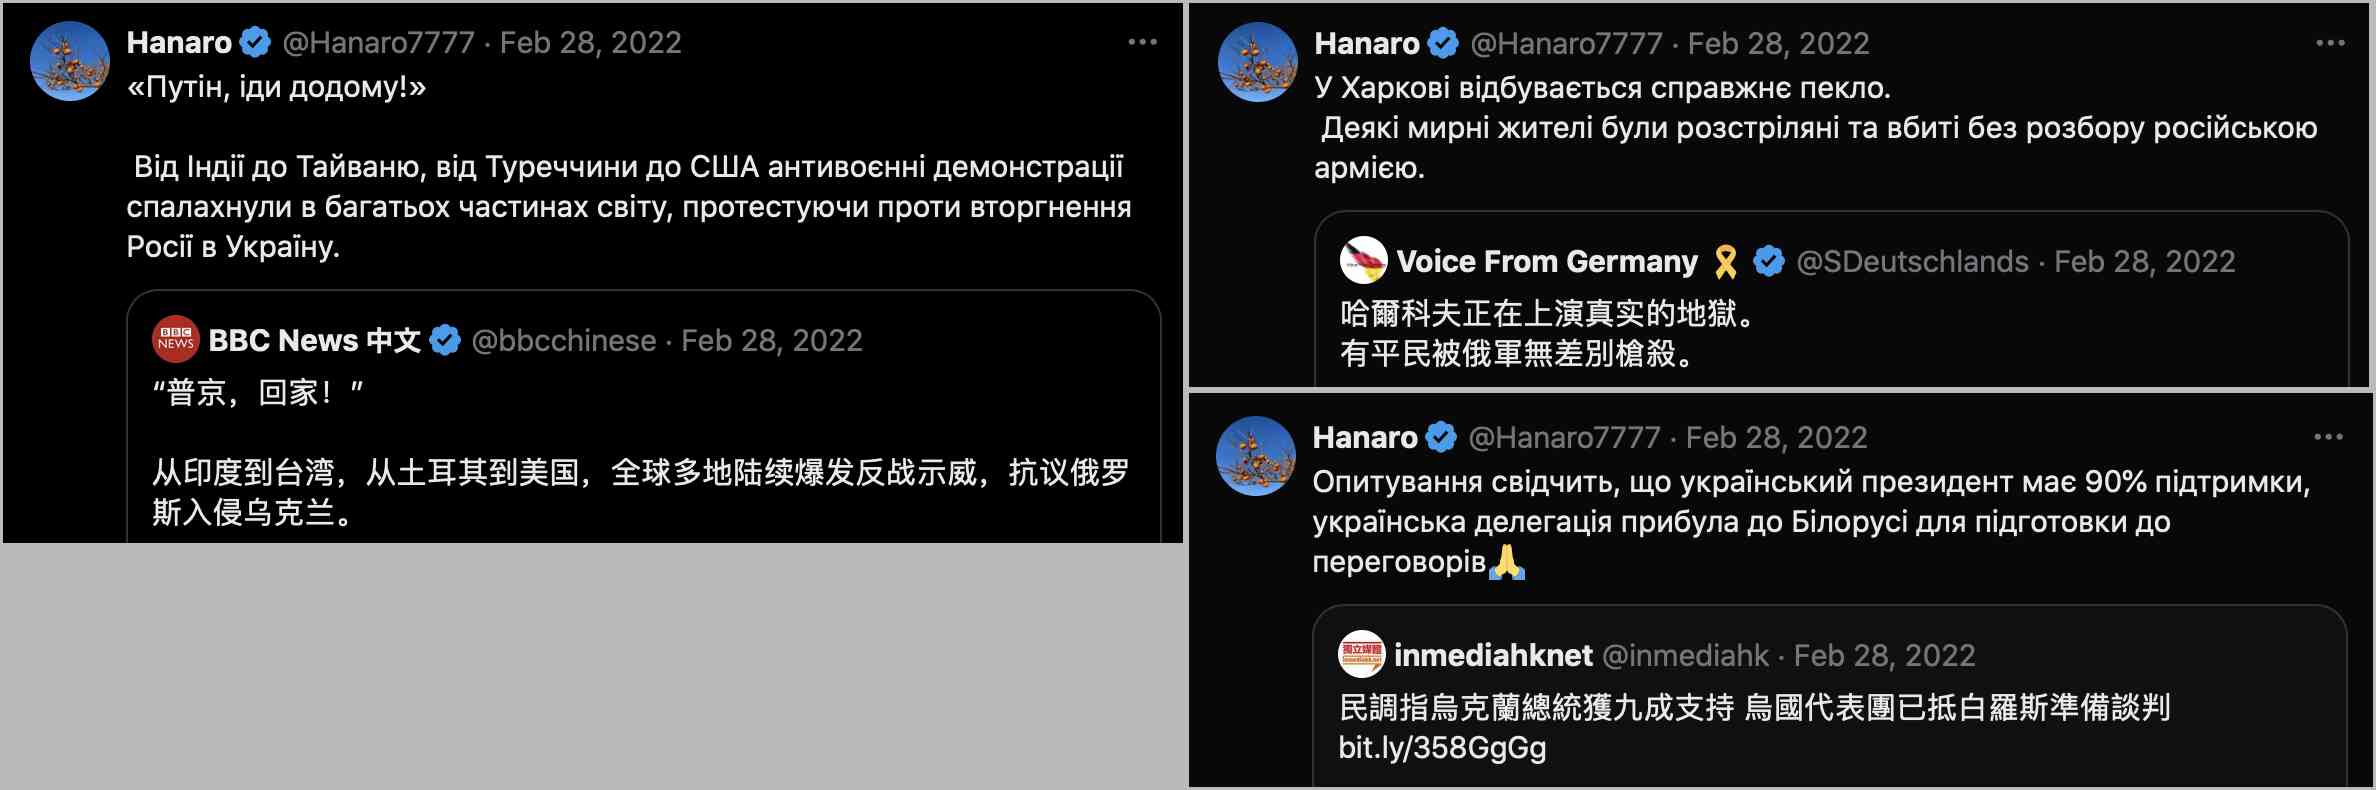 Hanaro @Hanaro7777 · Feb 28, 2022
«Путін, іди додому!»
Від Індії до Тайваню, від Туреччини до США антивоєнні демонстрації
спалахнули в багатьох частинах світу, протестуючи проти вторгнення
Росії в Україну.
BBC NEWS
BBC News 中文 @bbcchinese · Feb 28, 2022
“普京，回家！”
从印度到台湾，从土耳其到美国，全球多地陆续爆发反战示威，抗议俄罗
斯入侵乌克兰。
Hanaro @Hanaro7777 · Feb 28, 2022
У Харкові відбувається справжнє пекло.
Деякі мирні жителі були розстріляні та вбиті без розбору російською
армією.
Voice From Germany 🎗 @SDeutschlands · Feb 28, 2022
哈爾科夫正在上演真实的地獄。
有平民被俄軍無差別槍殺。
Hanaro @Hanaro7777 · Feb 28, 2022
Опитування свідчить, що український президент має 90% підтримки,
українська делегація прибула до Білорусі для підготовки до
переговорів🙏
獨立媒體
inmediahk.net
inmediahknet @inmediahk · Feb 28, 2022
民調指烏克蘭總統獲九成支持 烏國代表團已抵白羅斯準備談判
bit.ly/358GgGg